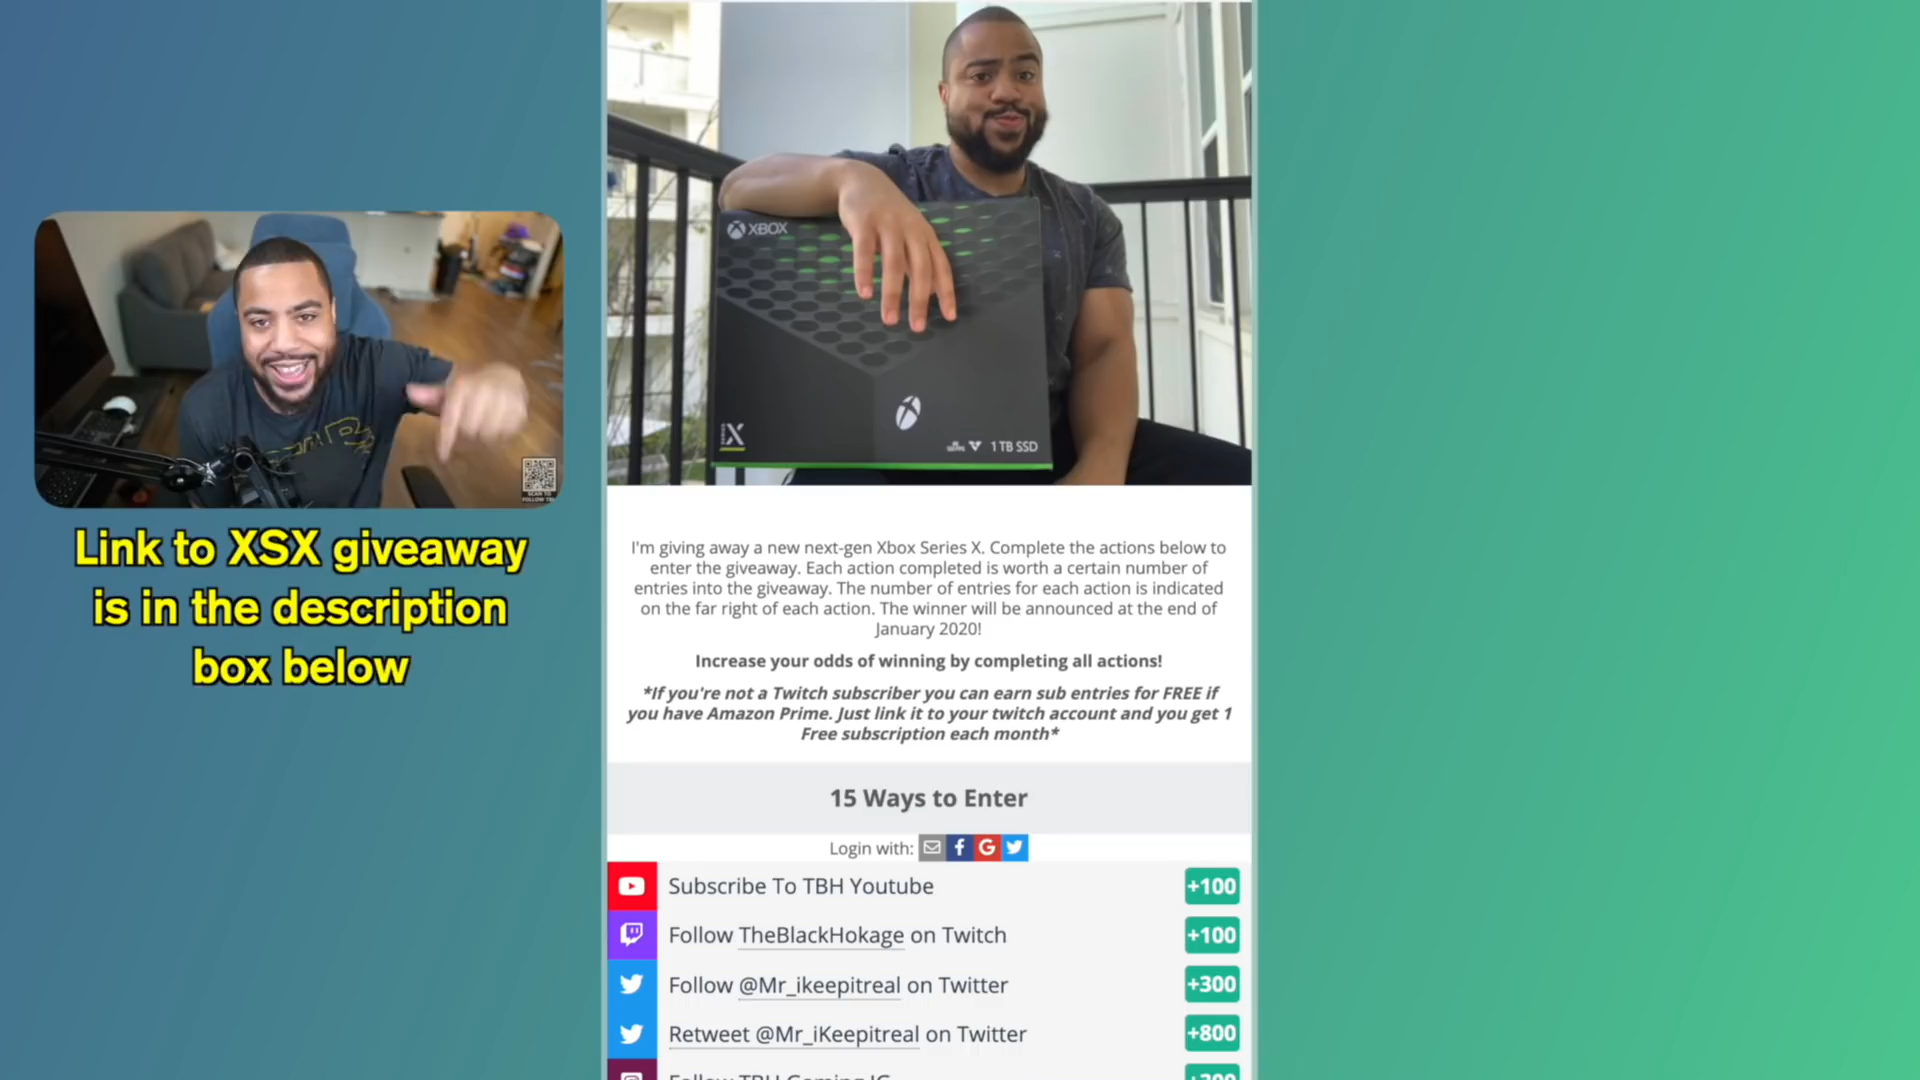 XBOX
SERIES
X
1 TB SSD
SCAN TO
Link to XSX giveaway
is in the description
box below
I'm giving away a new next-gen Xbox Series X. Complete the actions below to
enter the giveaway. Each action completed is worth a certain number of
entries into the giveaway. The number of entries for each action is indicated
on the far right of each action. The winner will be announced at the end of
January 2020!
Increase your odds of winning by completing all actions!
*If you're not a Twitch subscriber you can earn sub entries for FREE if
you have Amazon Prime. Just link it to your twitch account and you get 1
Free subscription each month*
15 Ways to Enter
Login with:
Subscribe To TBH Youtube +100
Follow TheBlackHokage on Twitch +100
Follow @Mr_ikeepitreal on Twitter +300
Retweet @Mr_iKeepitreal on Twitter +800
Follow TBH Gaming IG